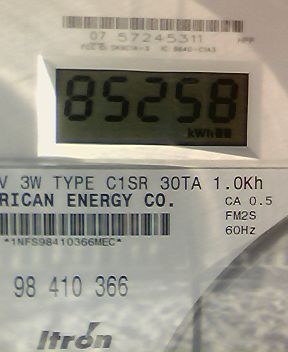 07 57245311
85258
kWh
V 3W TYPE C1SR 30TA 1.0Kh
RICAN ENERGY CO.
CA 0.5
FM2S
60Hz
*1NFS98410366MEC*
98 410 366
Itron